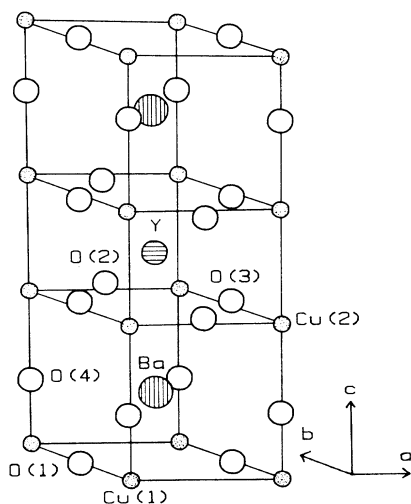 Y
O(2)
O(3)
Cu(2)
Ba
O(4)
c
b
a
O(1)
Cu(1)